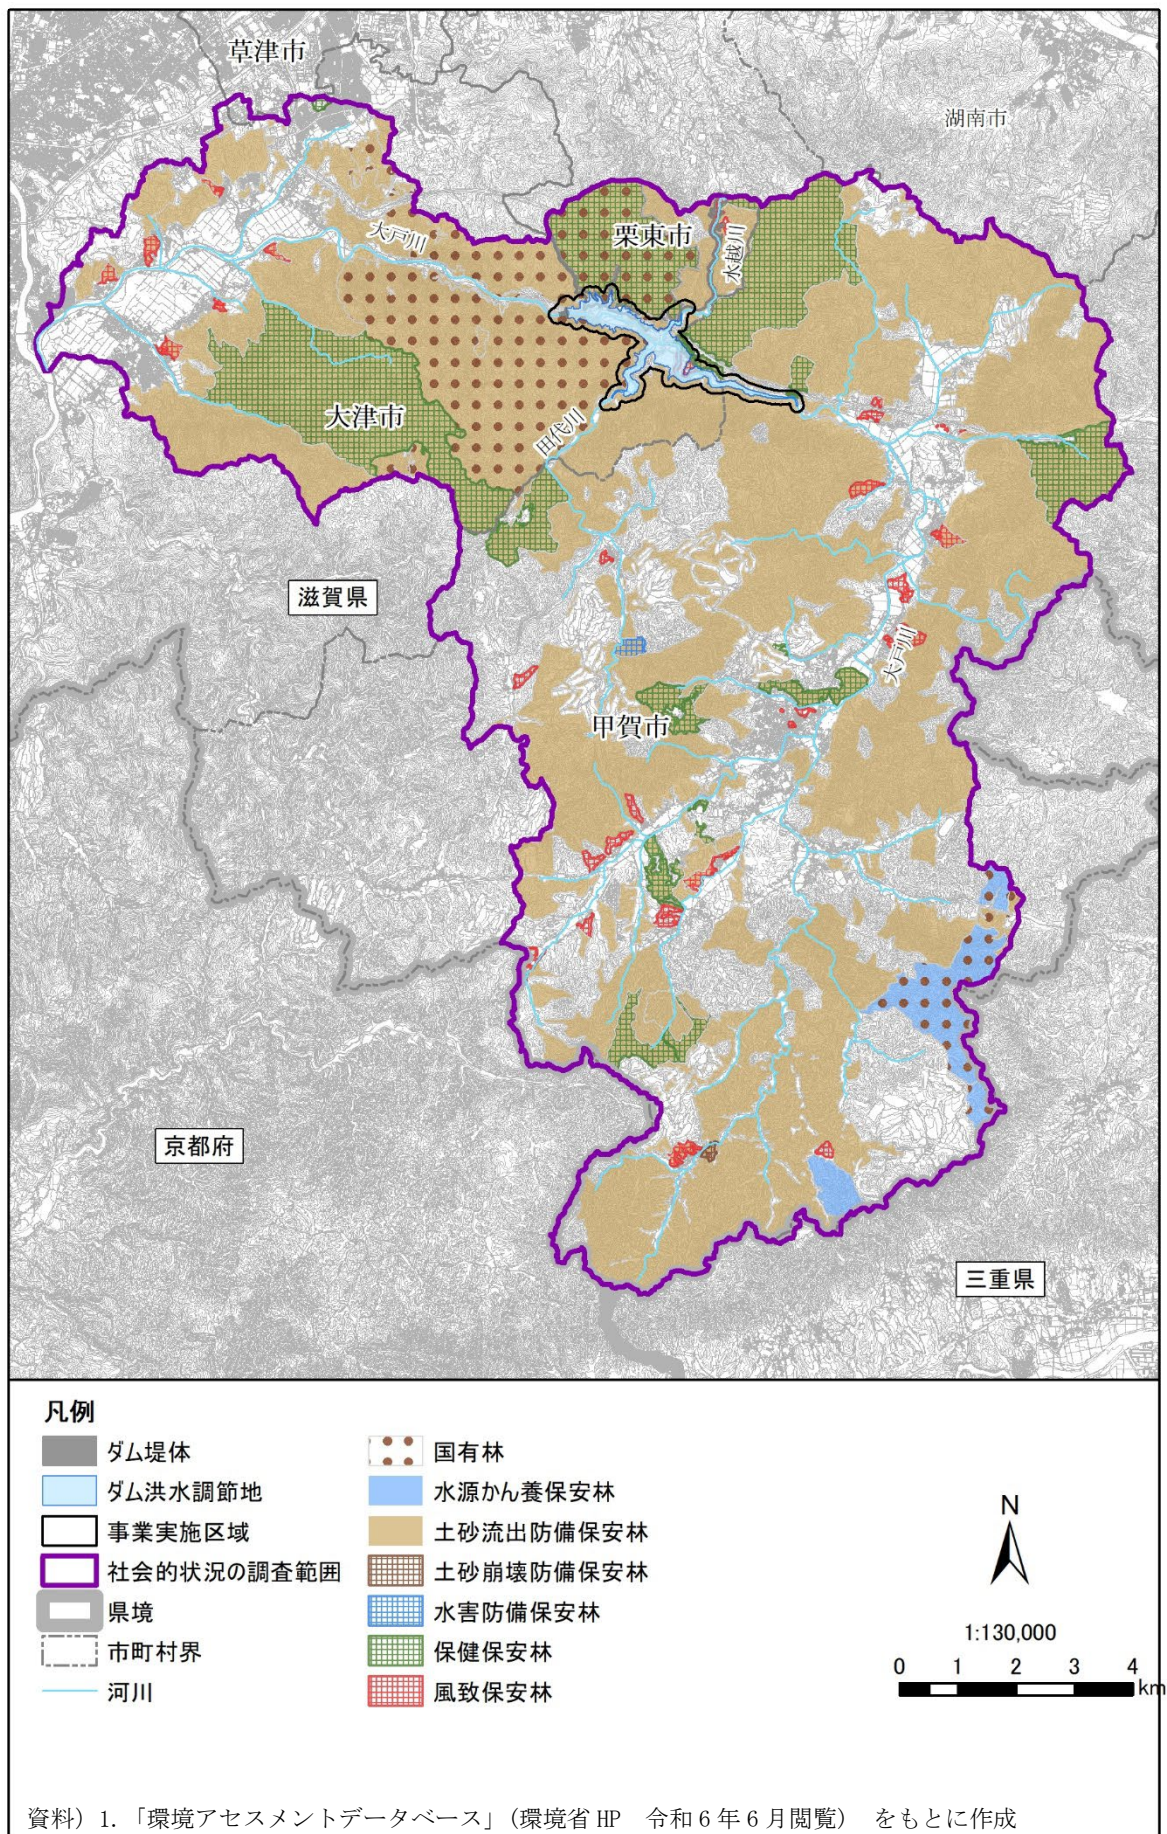 草津市
湖南市
栗東市
大戸川
水越川
大津市
田代川
滋賀県
大戸川
甲賀市
京都府
三重県
凡例
ダム堤体
ダム洪水調節地
事業実施区域
社会的状況の調査範囲
県境
市町村界
河川
国有林
水源かん養保安林
土砂流出防備保安林
土砂崩壊防備保安林
水害防備保安林
保健保安林
風致保安林
N
1:130,000
0 1 2 3 4
km
資料）1.「環境アセスメントデータベース」（環境省 HP　令和 6 年 6 月閲覧）　をもとに作成